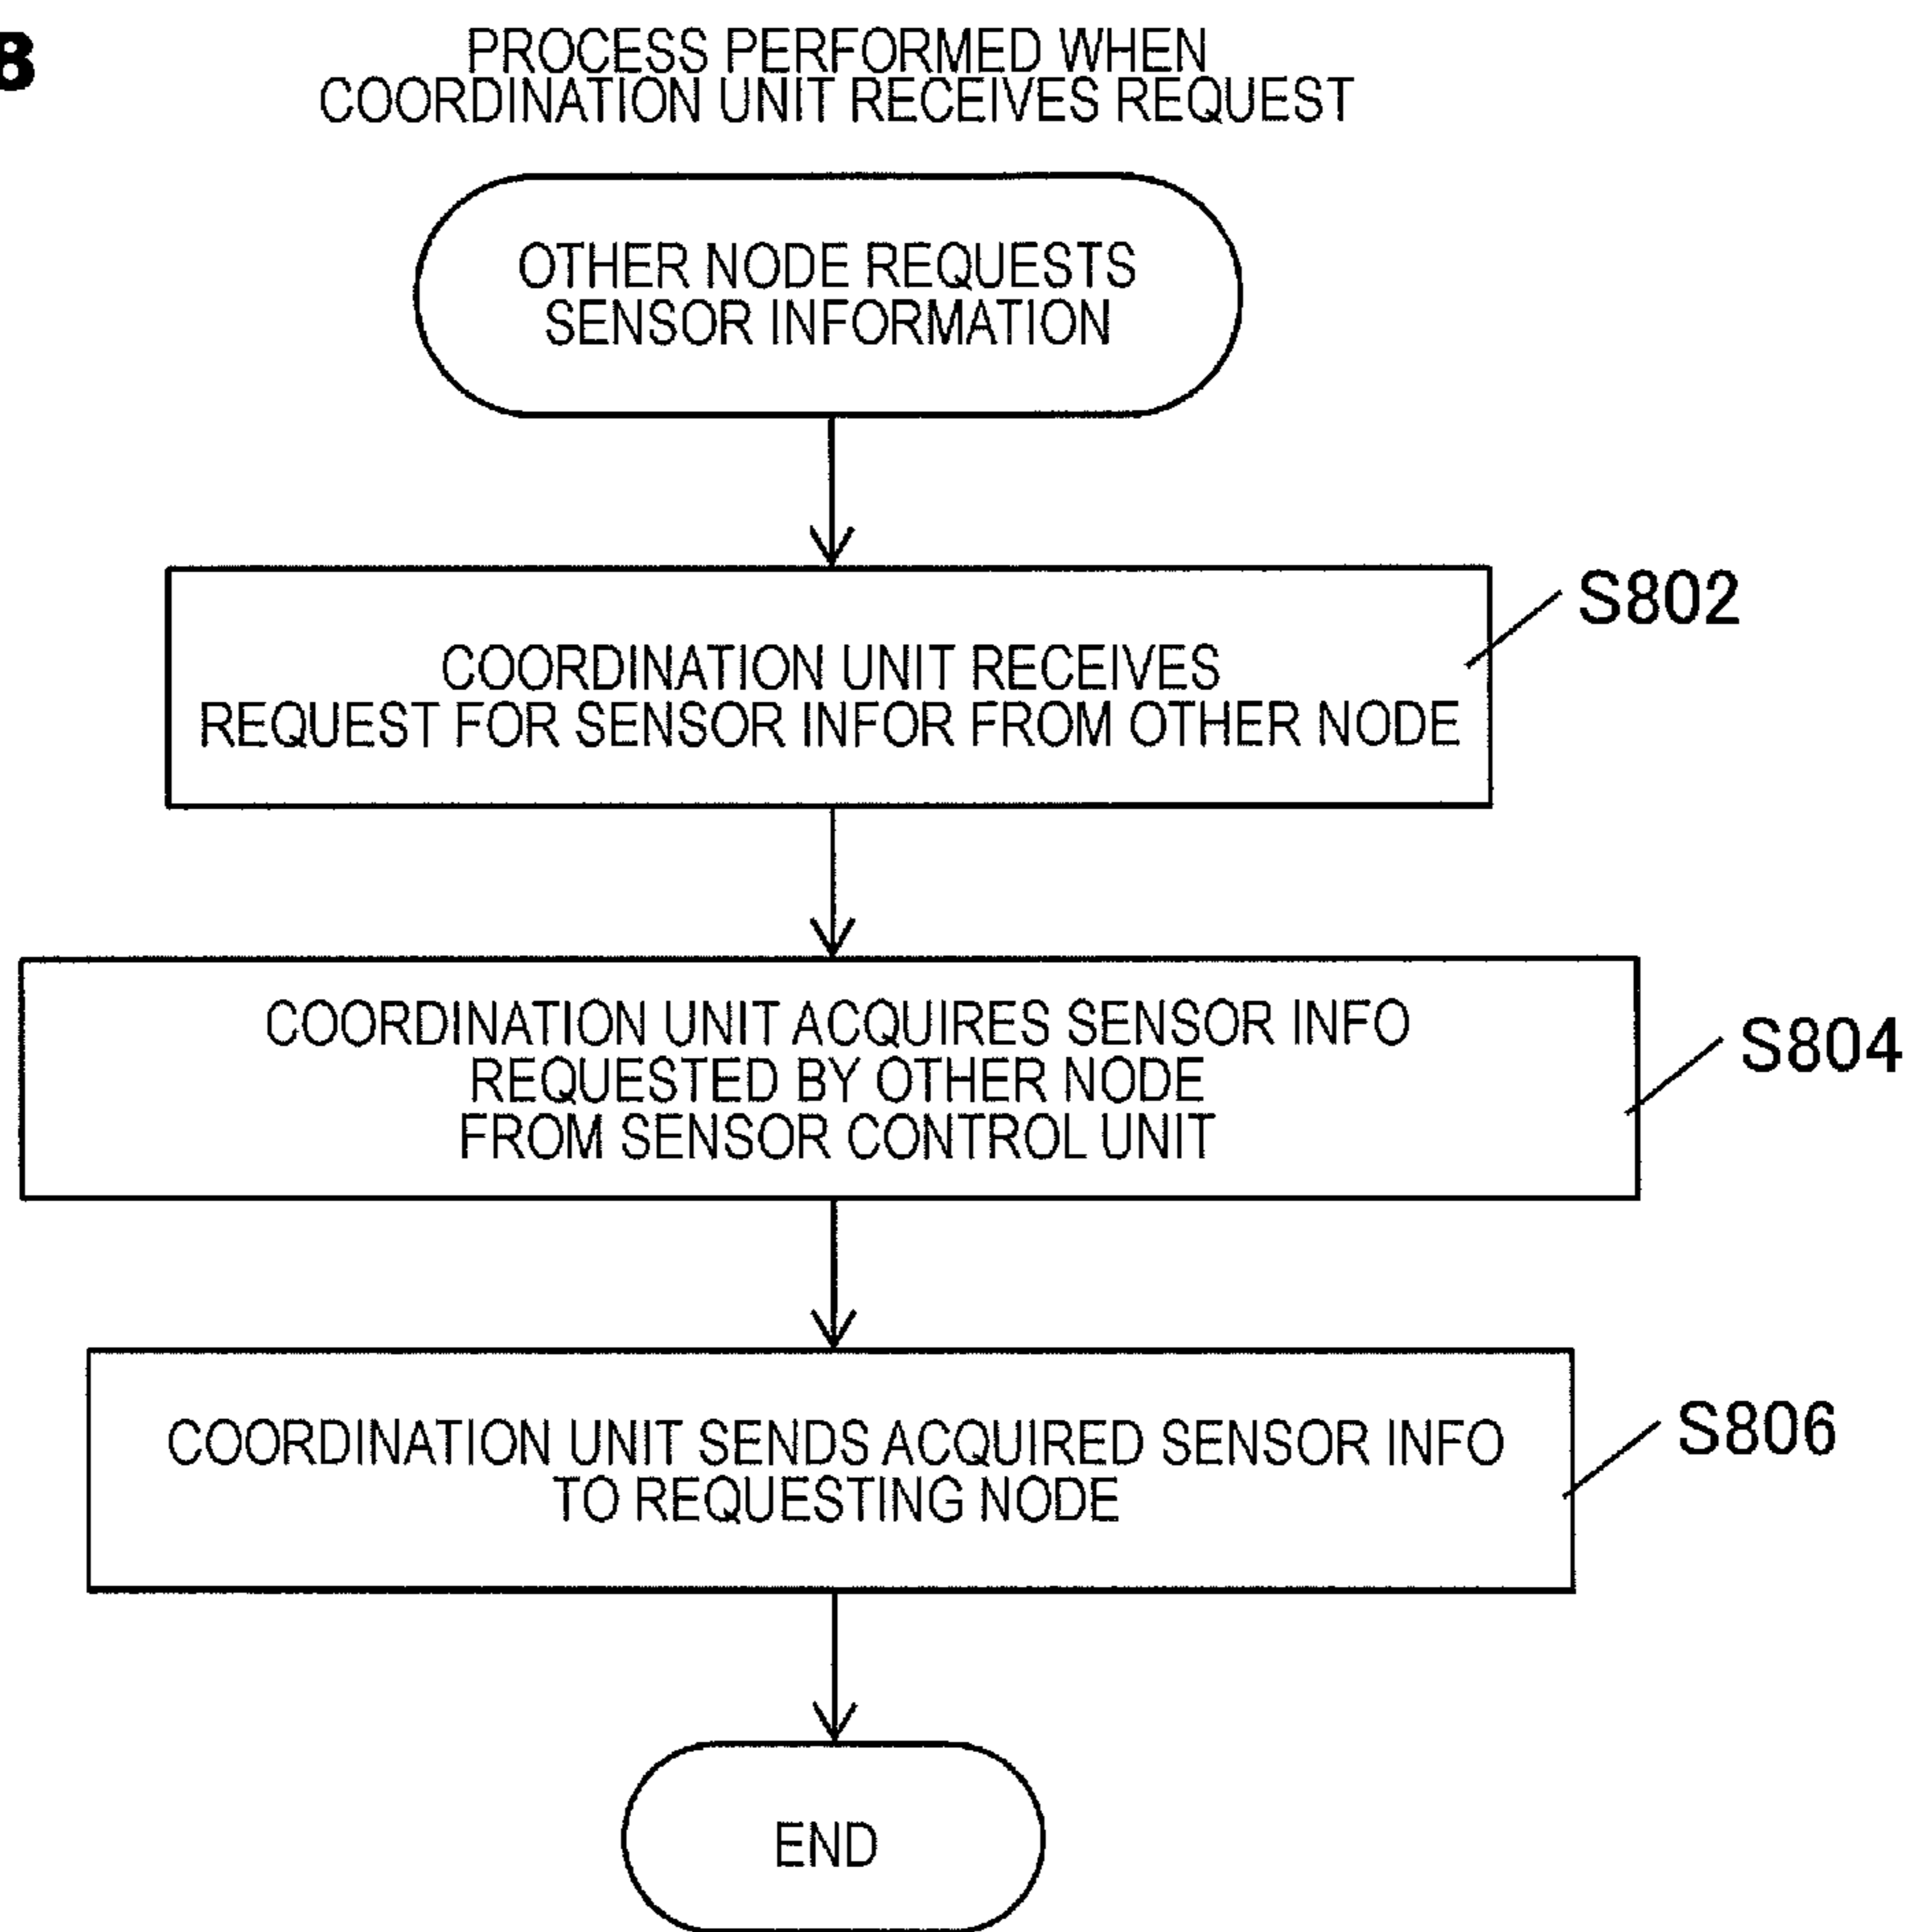 8
PROCESS PERFORMED WHEN
COORDINATION UNIT RECEIVES REQUEST
OTHER NODE REQUESTS
SENSOR INFORMATION
S802
COORDINATION UNIT RECEIVES
REQUEST FOR SENSOR INFOR FROM OTHER NODE
COORDINATION UNIT ACQUIRES SENSOR INFO
REQUESTED BY OTHER NODE
FROM SENSOR CONTROL UNIT
S804
COORDINATION UNIT SENDS ACQUIRED SENSOR INFO
TO REQUESTING NODE
S806
END